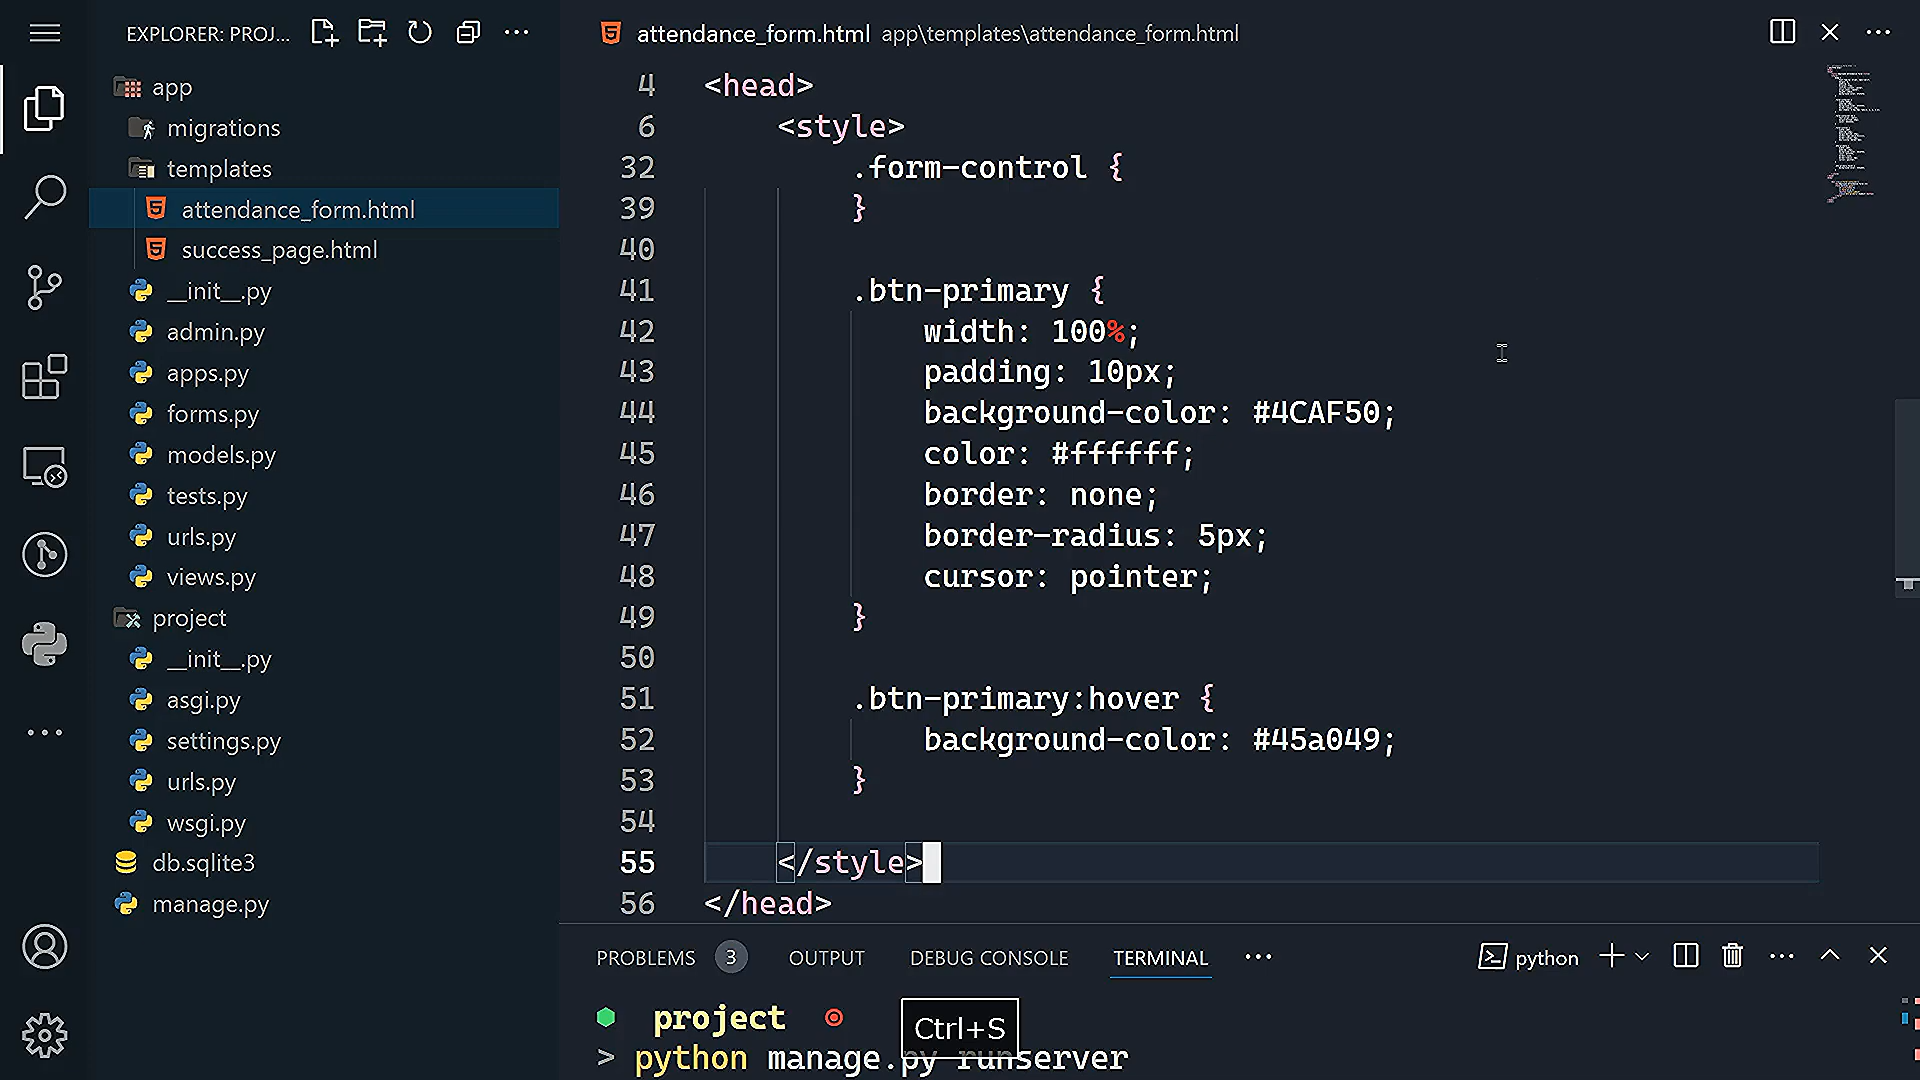 EXPLORER: PROJ...
app
migrations
templates
attendance_form.html
success_page.html
__init__.py
admin.py
apps.py
forms.py
models.py
tests.py
urls.py
views.py
project
__init__.py
asgi.py
settings.py
urls.py
wsgi.py
db.sqlite3
manage.py
attendance_form.html app\templates\attendance_form.html
4 <head>
6 <style>
32 .form-control {
39 }
40
41 .btn-primary {
42 width: 100%;
43 padding: 10px;
44 background-color: #4CAF50;
45 color: #ffffff;
46 border: none;
47 border-radius: 5px;
48 cursor: pointer;
49 }
50
51 .btn-primary:hover {
52 background-color: #45a049;
53 }
54
55 </style>
56 </head>
PROBLEMS 3 OUTPUT DEBUG CONSOLE TERMINAL python
project
Ctrl+S
> python manage.py runserver